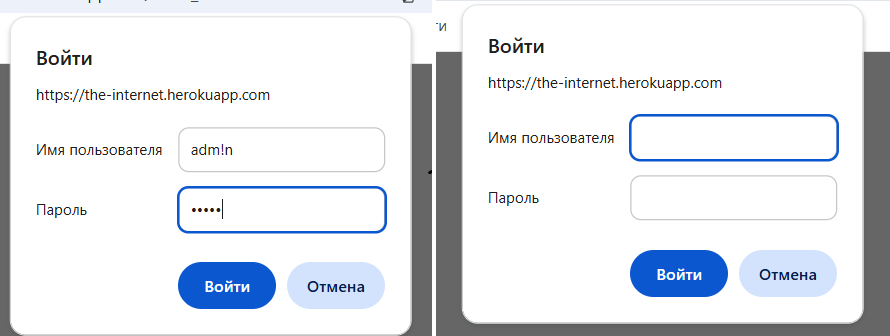 Войти
https://the-internet.herokuapp.com
Имя пользователя adm!n
Пароль •••••
Войти Отмена
ти
Войти
https://the-internet.herokuapp.com
Имя пользователя
Пароль
Войти Отмена